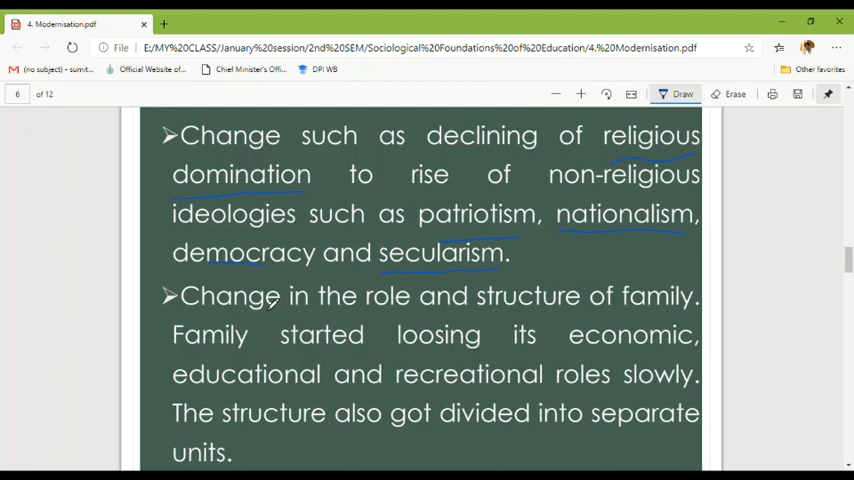 4. Modernisation.pdf
File E:/MY%20CLASS/January%20session/2nd%20SEM/Sociological%20Foundations%20of%20Education/4.%20Modernisation.pdf
(no subject) - sumit... Official Website of... Chief Minister's Offi... DPI WB Other favorites
6 of 12 Draw Erase
➢Change such as declining of religious
domination to rise of non-religious
ideologies such as patriotism, nationalism,
democracy and secularism.
➢Change in the role and structure of family.
Family started loosing its economic,
educational and recreational roles slowly.
The structure also got divided into separate
units.